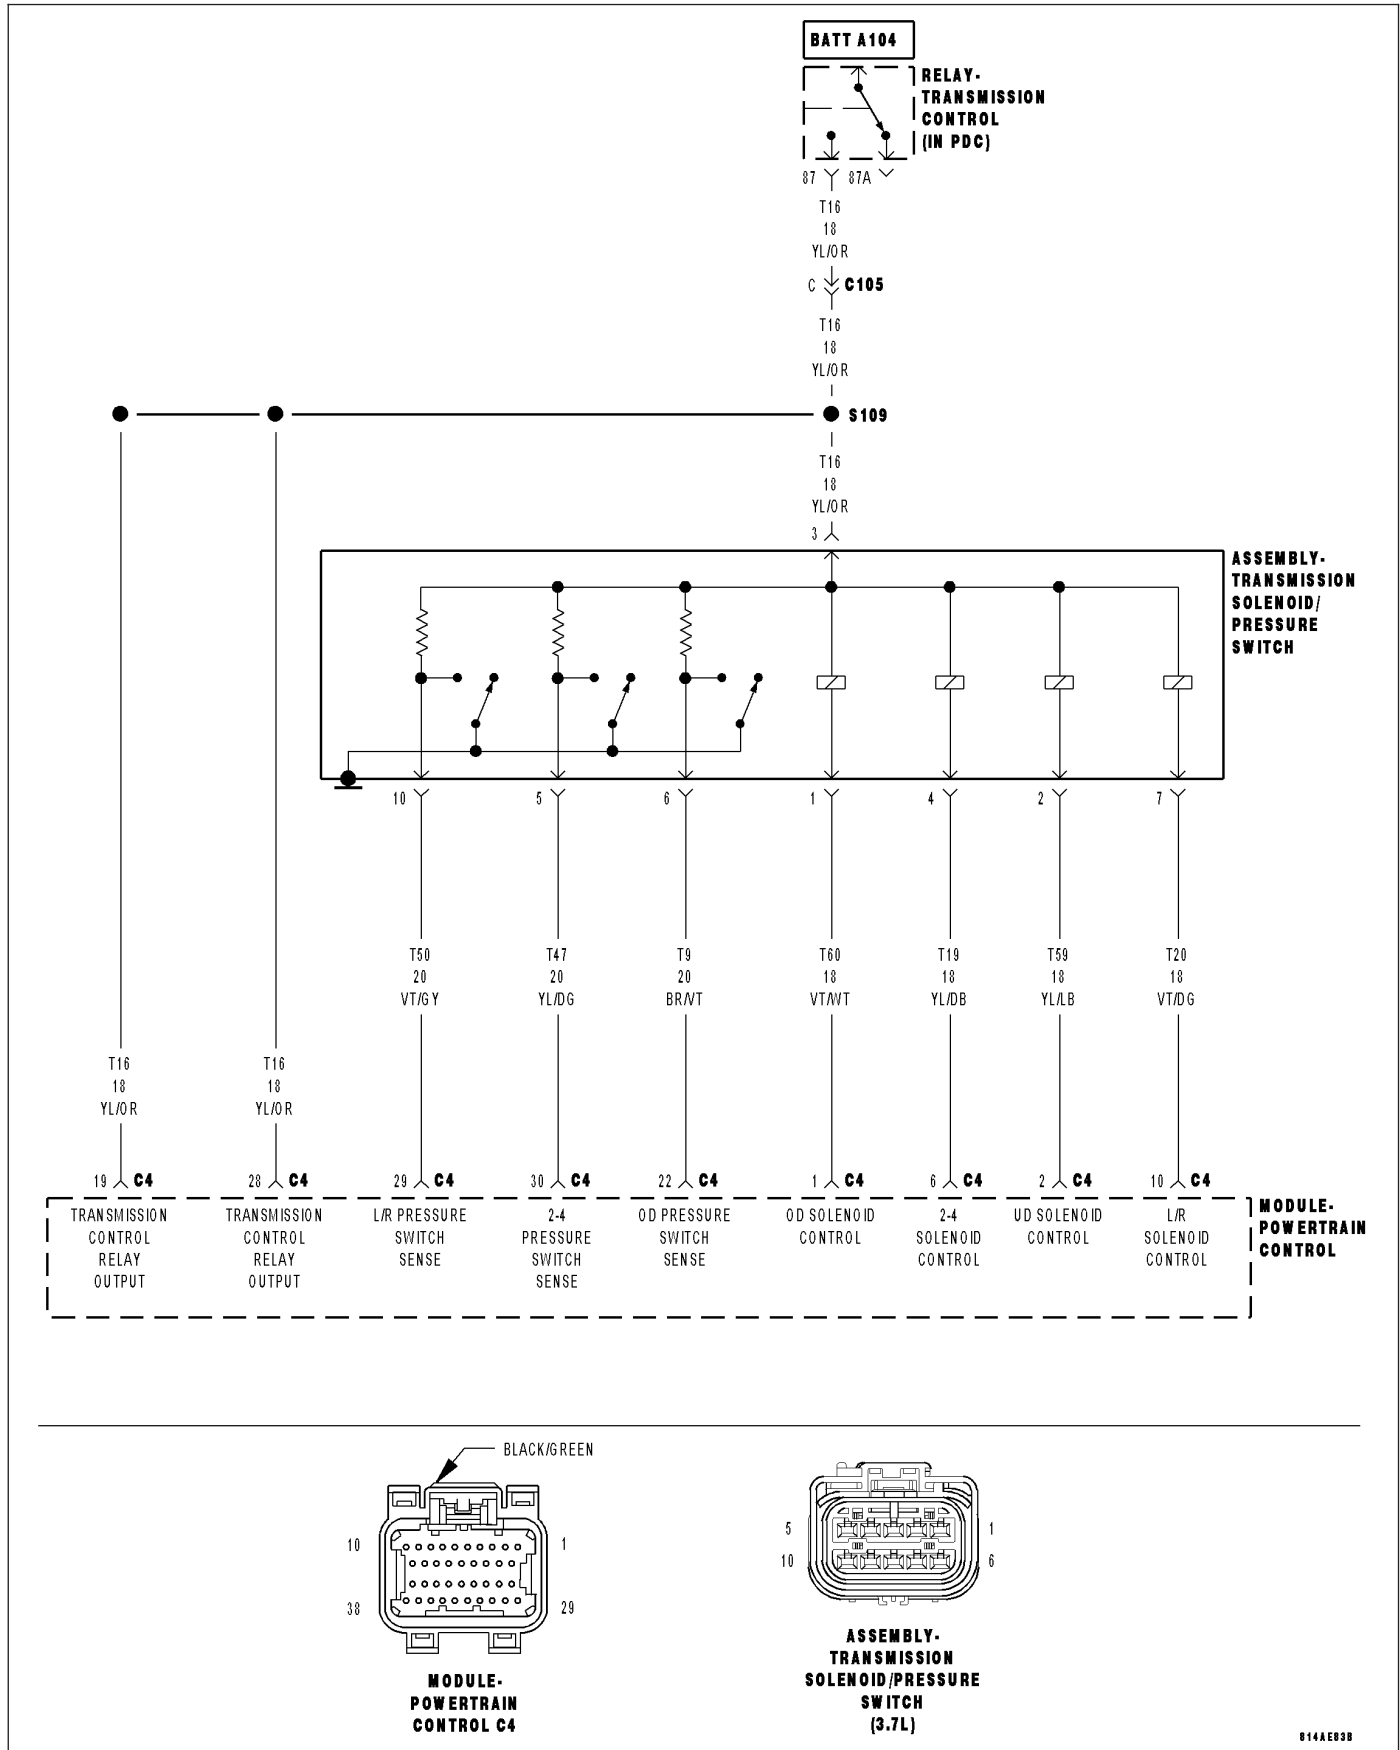 BATT A104
RELAY-
TRANSMISSION
CONTROL
(IN PDC)
87 87A
T16
18
YL/OR
C C105
T16
18
YL/OR
S109
T16
18
YL/OR
3
ASSEMBLY-
TRANSMISSION
SOLENOID/
PRESSURE
SWITCH
10 5 6 1 4 2 7
T50 T47 T9 T60 T19 T59 T20
20 20 20 18 18 18 18
VT/GY YL/DG BR/VT VT/WT YL/DB YL/LB VT/DG
T16 T16
18 18
YL/OR YL/OR
19 C4 28 C4 29 C4 30 C4 22 C4 1 C4 6 C4 2 C4 10 C4
TRANSMISSION
CONTROL
RELAY
OUTPUT
TRANSMISSION
CONTROL
RELAY
OUTPUT
L/R PRESSURE
SWITCH
SENSE
2-4
PRESSURE
SWITCH
SENSE
OD PRESSURE
SWITCH
SENSE
OD SOLENOID
CONTROL
2-4
SOLENOID
CONTROL
UD SOLENOID
CONTROL
L/R
SOLENOID
CONTROL
MODULE-
POWERTRAIN
CONTROL
BLACK/GREEN
10 1
38 29
MODULE-
POWERTRAIN
CONTROL C4
5 1
10 6
ASSEMBLY-
TRANSMISSION
SOLENOID/PRESSURE
SWITCH
(3.7L)
814AE83B